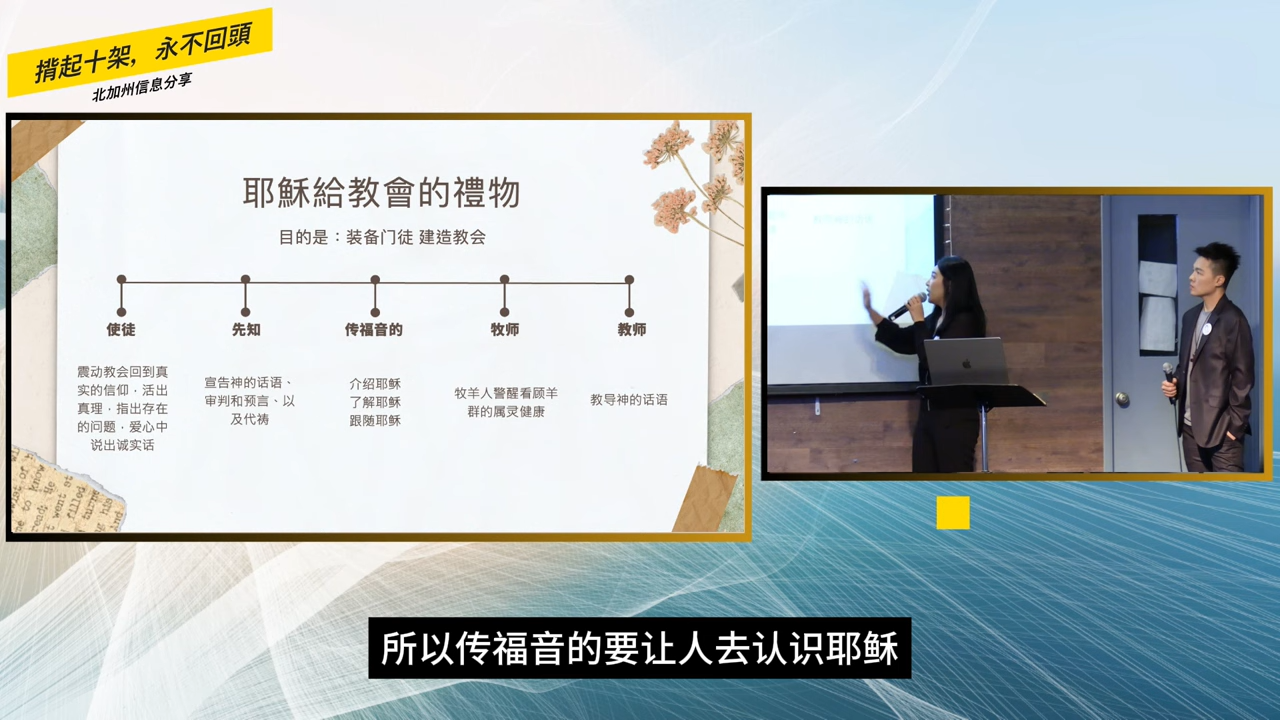 揹起十架，永不回頭
北加州信息分享
耶穌給教會的禮物
目的是：装备门徒 建造教会
使徒
先知
传福音的
牧师
教师
震动教会回到真
实的信仰，活出
真理，指出存在
的问题，爱心中
说出诚实话
宣告神的话语、
审判和预言、以
及代祷
介绍耶稣
了解耶稣
跟随耶稣
牧羊人警醒看顾羊
群的属灵健康
教导神的话语
所以传福音的要让人去认识耶稣